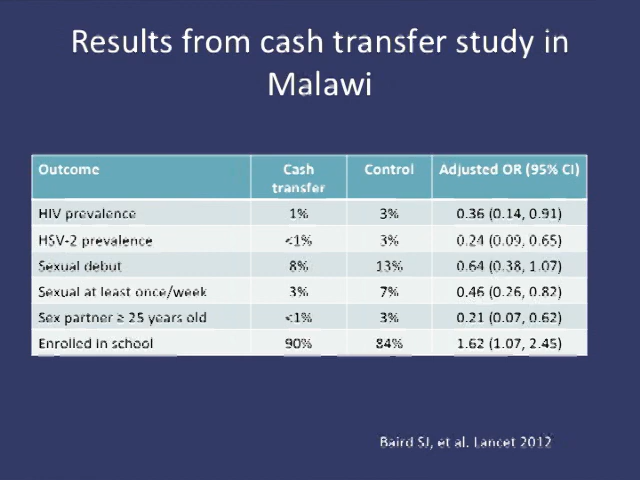 Results from cash transfer study in
Malawi
Outcome Cash transfer Control Adjusted OR (95% CI)
HIV prevalence 1% 3% 0.36 (0.14, 0.91)
HSV-2 prevalence <1% 3% 0.24 (0.09, 0.65)
Sexual debut 8% 13% 0.64 (0.38, 1.07)
Sexual at least once/week 3% 7% 0.46 (0.26, 0.82)
Sex partner ≥ 25 years old <1% 3% 0.21 (0.07, 0.62)
Enrolled in school 90% 84% 1.62 (1.07, 2.45)
Baird SJ, et al. Lancet 2012